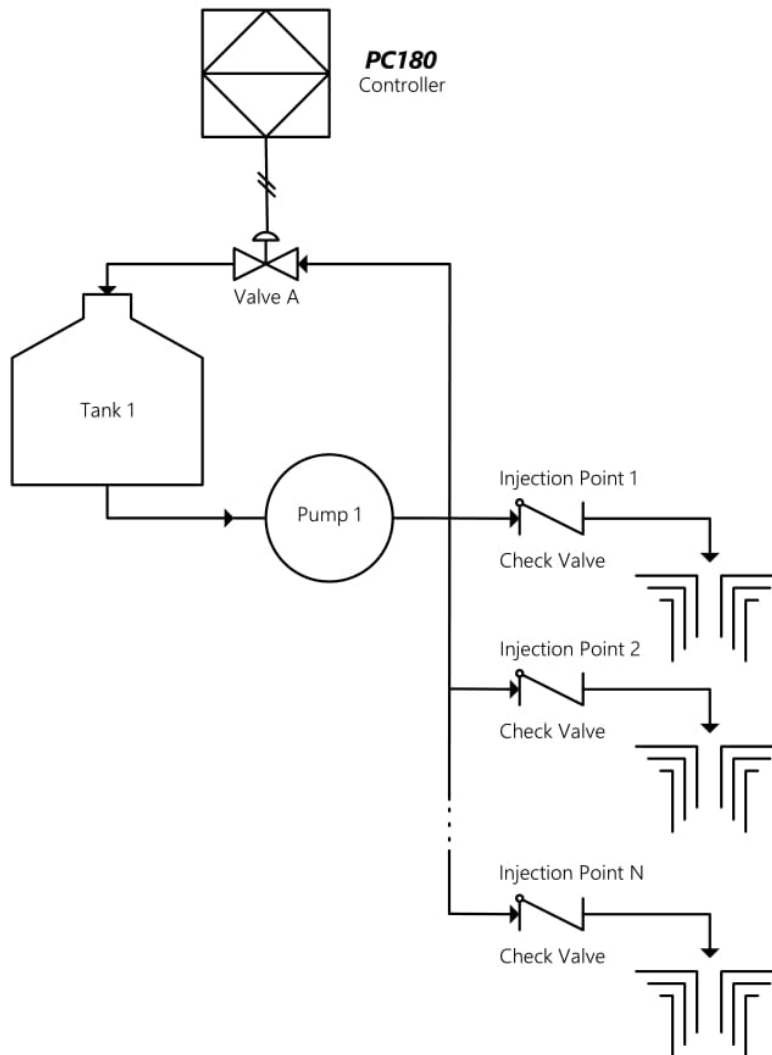 PC180
Controller
Valve A
Tank 1
Pump 1
Injection Point 1
Check Valve
Injection Point 2
Check Valve
Injection Point N
Check Valve